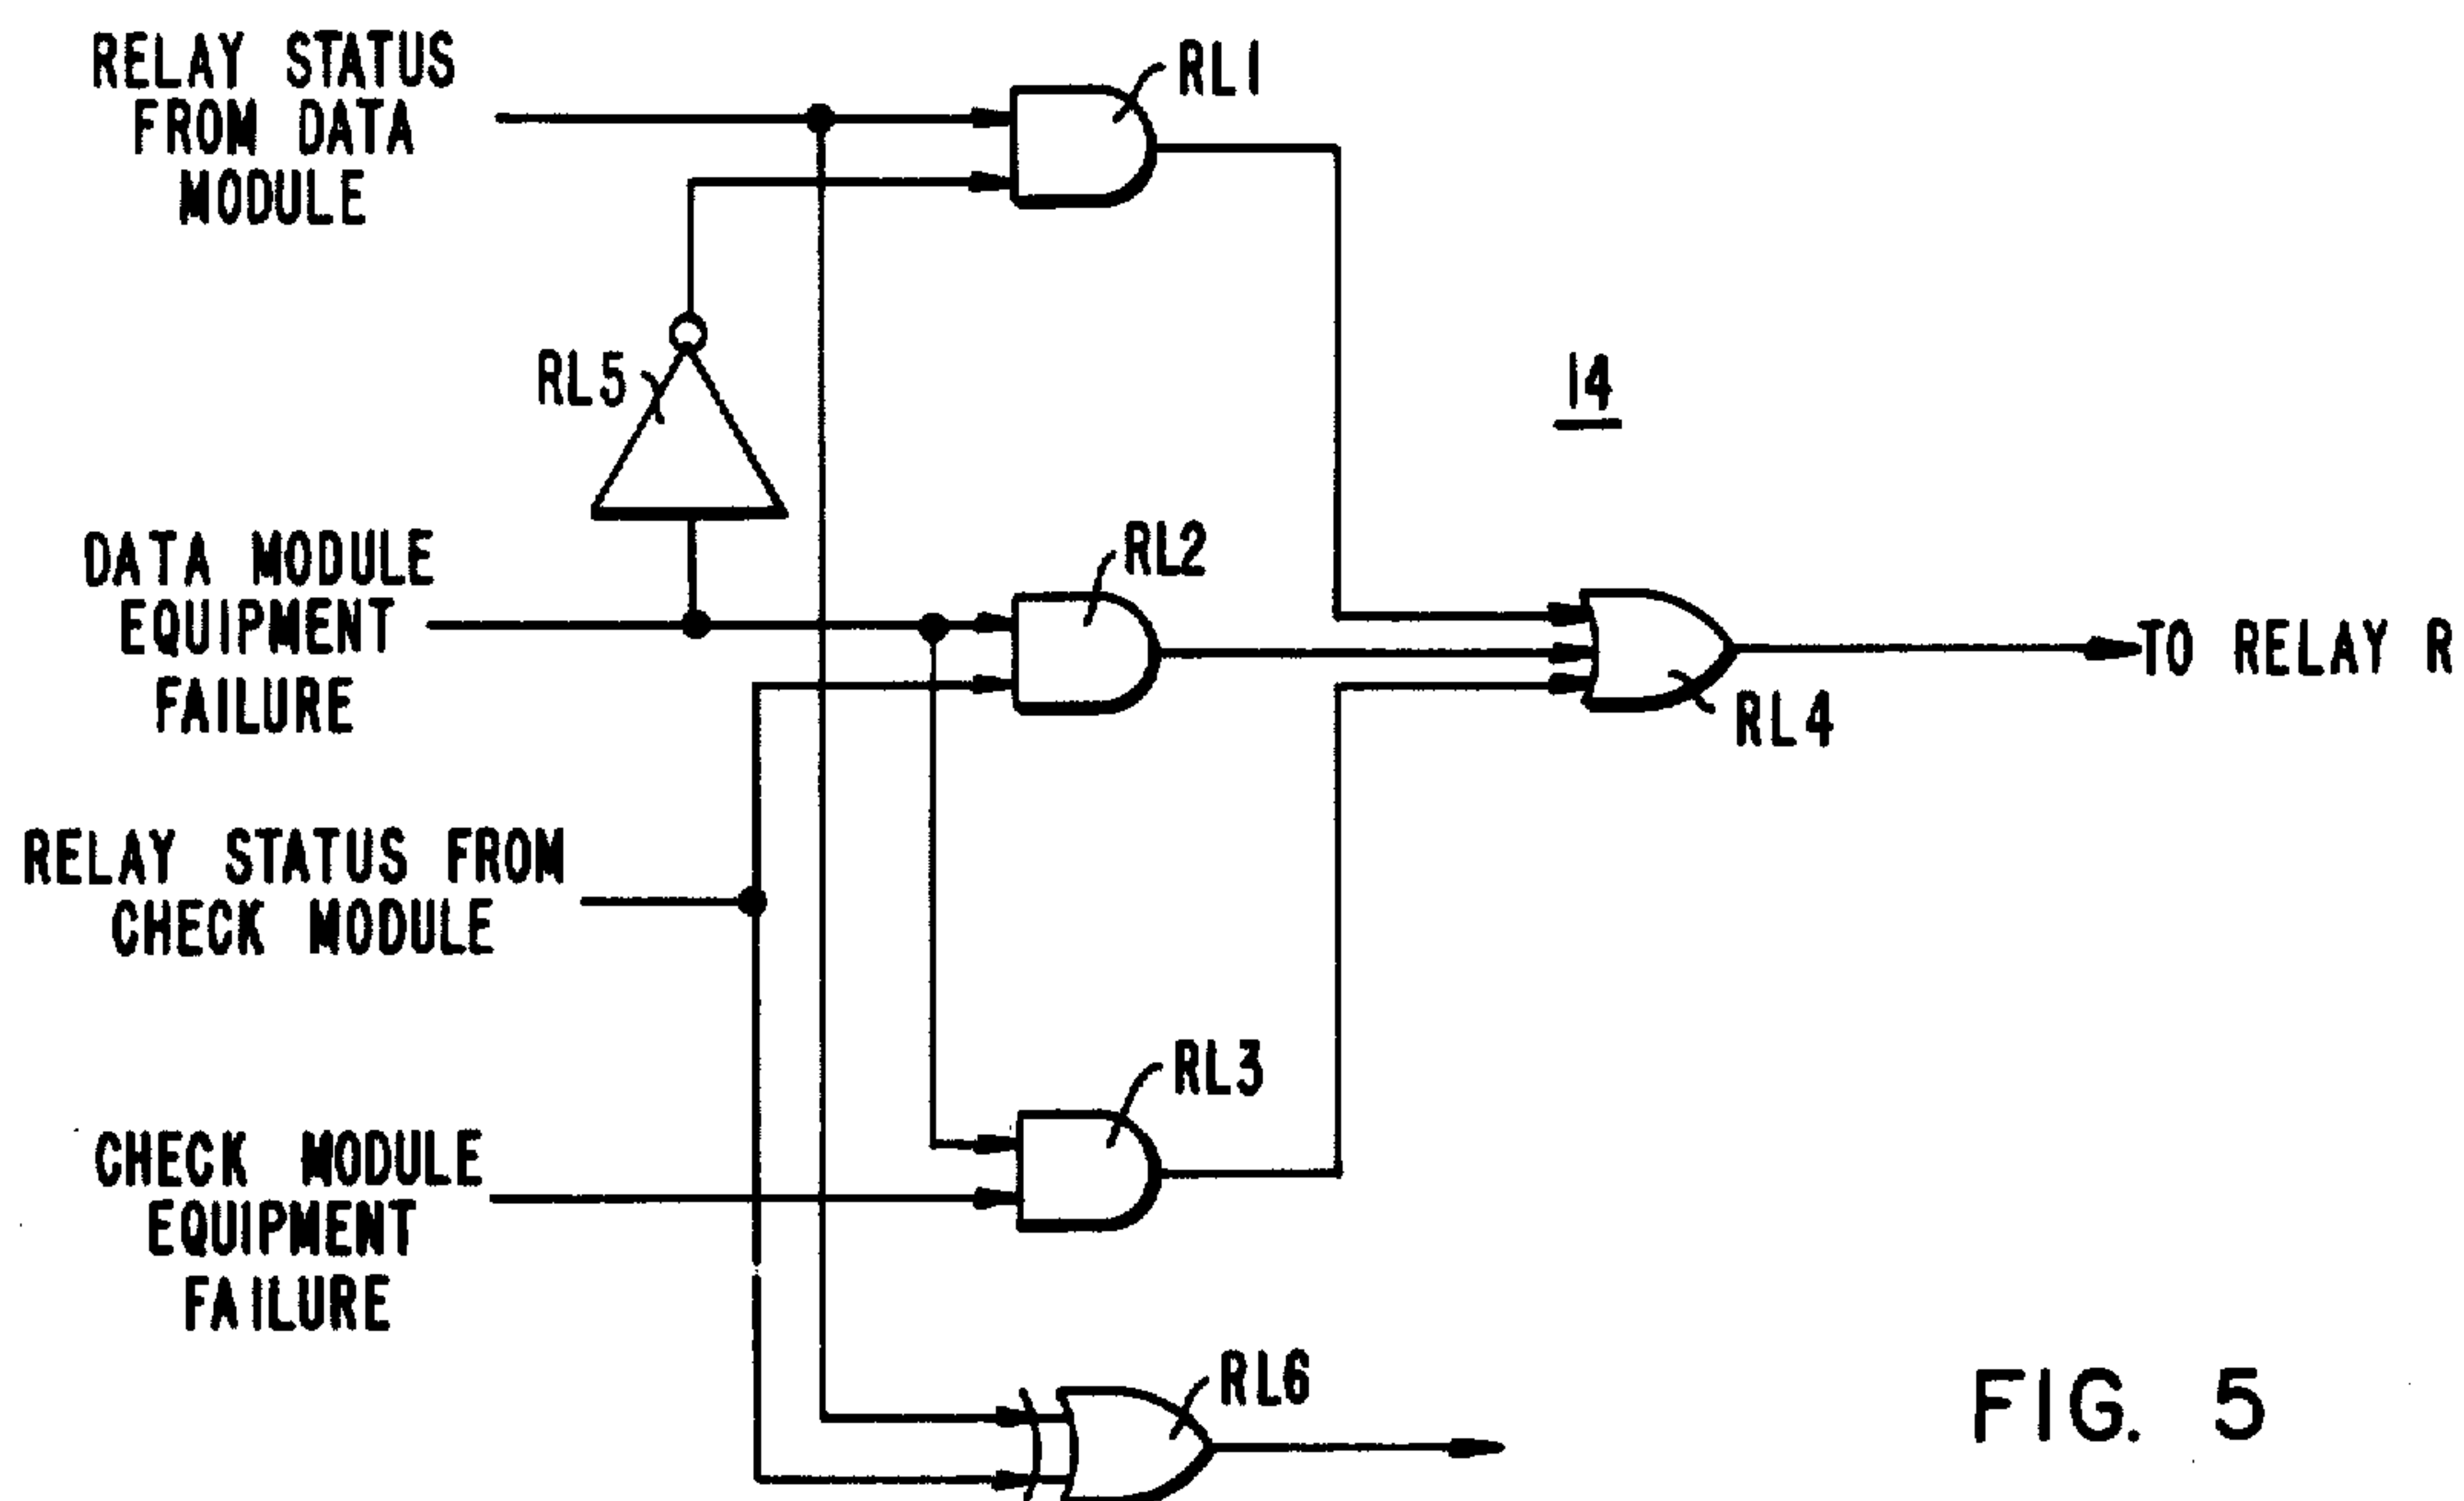 RELAY STATUS
FROM DATA
MODULE
RL1
RL5
14
DATA MODULE
EQUIPMENT
FAILURE
RL2
TO RELAY R
RL4
RELAY STATUS FROM
CHECK MODULE
RL3
CHECK MODULE
EQUIPMENT
FAILURE
RL6
FIG. 5